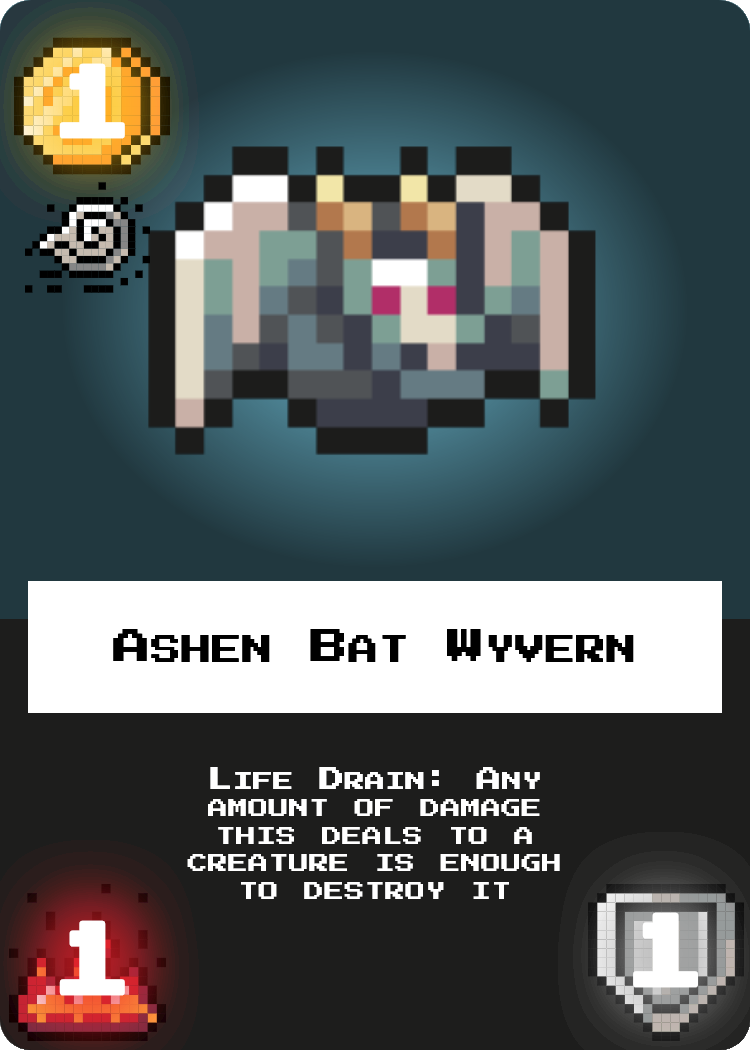 1
Ashen Bat Wyvern
Life Drain: Any
amount of damage
this deals to a
creature is enough
to destroy it
1
1